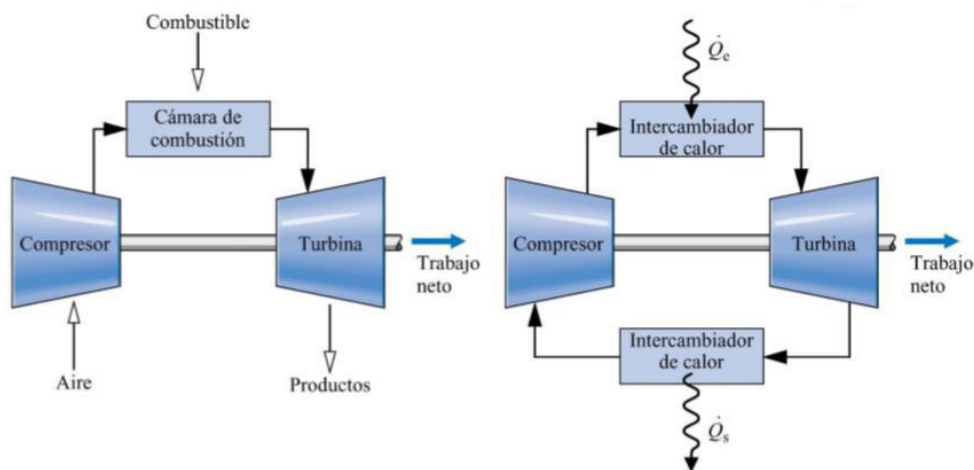 Combustible
Cámara de
combustión
Compresor
Turbina
Trabajo
neto
Aire
Productos
Q̇e
Intercambiador
de calor
Compresor
Turbina
Trabajo
neto
Intercambiador
de calor
Q̇s